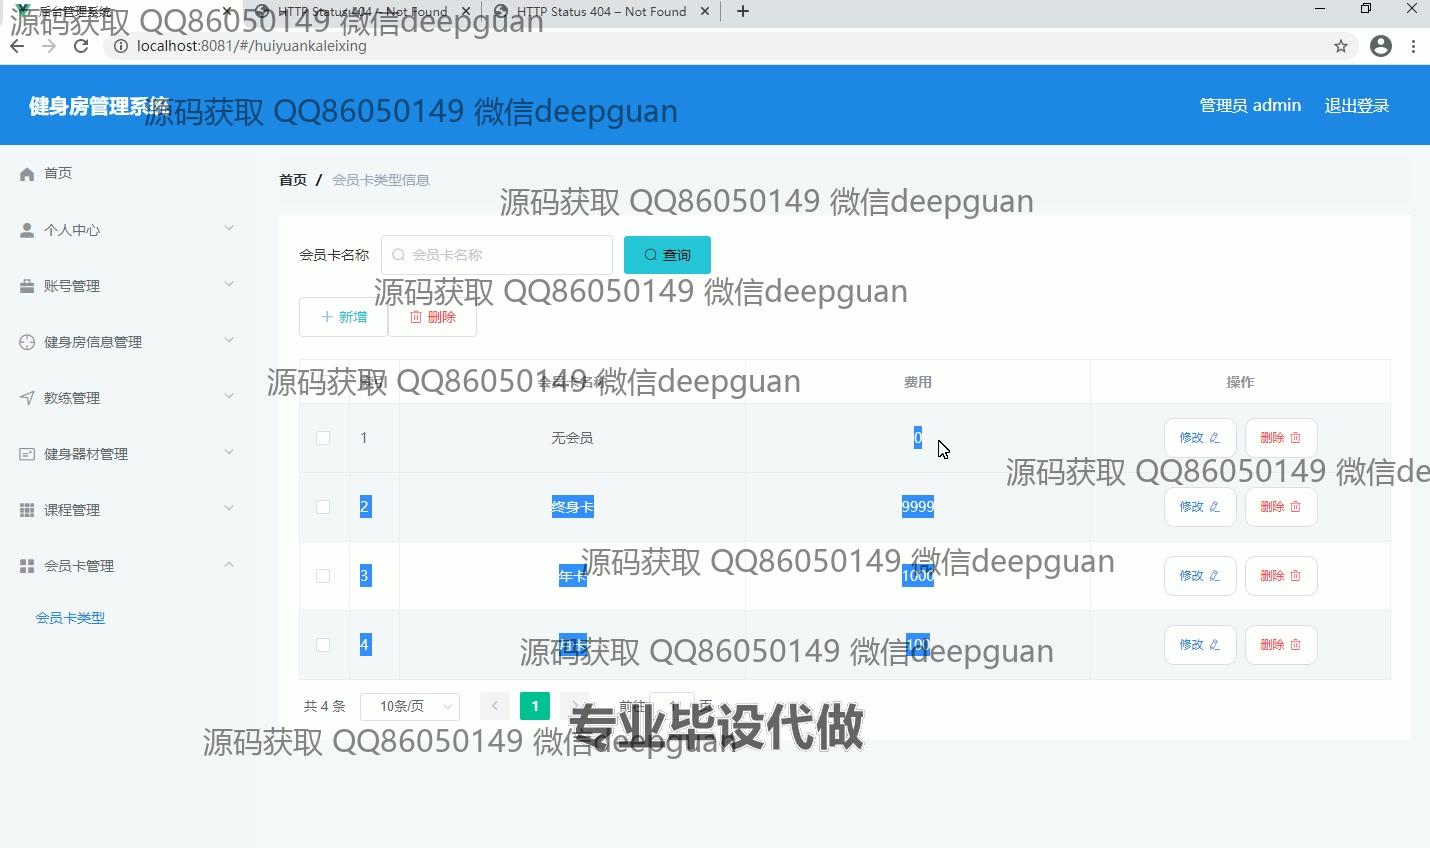 后台管理系统 HTTP Status 404 – Not Found HTTP Status 404 – Not Found
源码获取 QQ86050149 微信deepguan
localhost:8081/#/huiyuankaleixing
健身房管理系统
源码获取 QQ86050149 微信deepguan
管理员 admin 退出登录
首页
首页 / 会员卡类型信息
源码获取 QQ86050149 微信deepguan
个人中心
会员卡名称 会员卡名称 查询
账号管理
源码获取 QQ86050149 微信deepguan
新增 删除
健身房信息管理
源码获取 QQ86050149 微信deepguan
索引 会员卡名称 费用 操作
教练管理
1 无会员 0 修改 删除
健身器材管理
源码获取 QQ86050149 微信de
2 终身卡 9999 修改 删除
课程管理
源码获取 QQ86050149 微信deepguan
会员卡管理
3 年卡 1000 修改 删除
会员卡类型
4 月卡 100 修改 删除
源码获取 QQ86050149 微信deepguan
共 4 条 10条/页 1 前往 1 页
专业毕设代做
源码获取 QQ86050149 微信deepguan